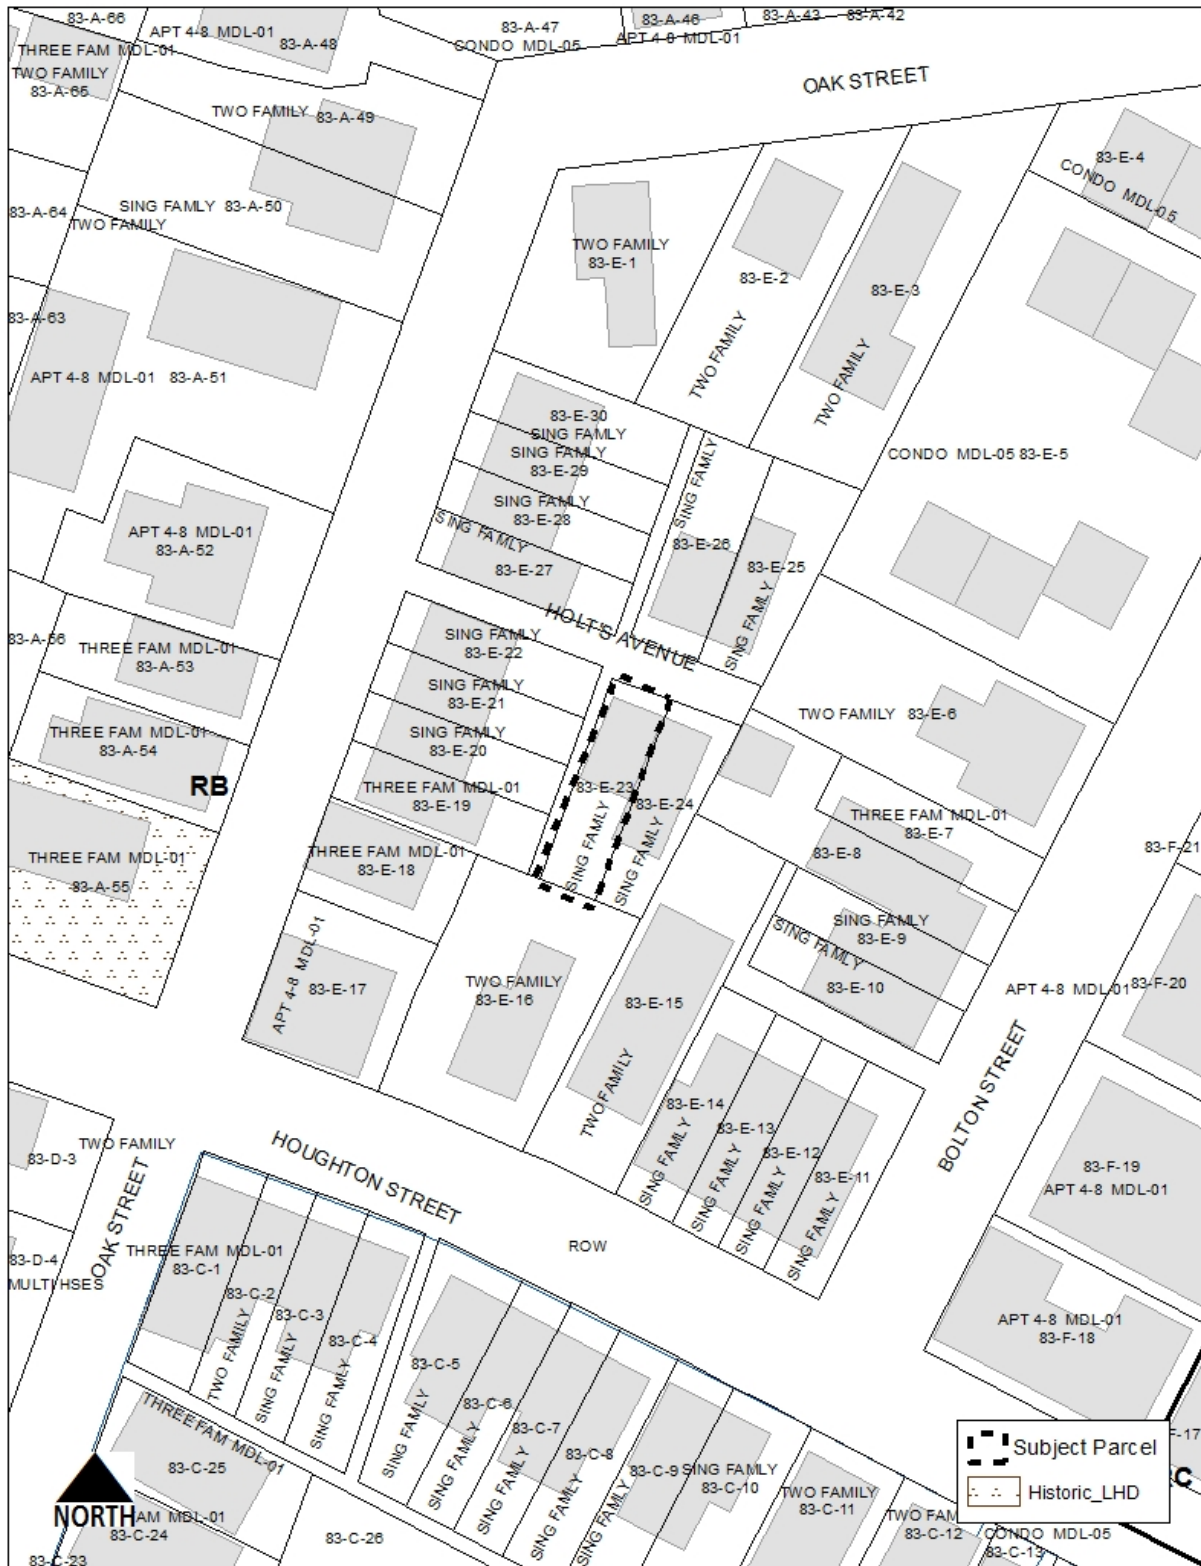 83-A-66
APT 4-8 MDL-01
83-A-48
83-A-47
CONDO MDL-05
83-A-46
APT 4-8 MDL-01
83-A-43
83-A-42
THREE FAM MDL-01
TWO FAMILY
83-A-65
OAK STREET
TWO FAMILY
83-A-49
83-E-4
CONDO MDL-05
83-A-64
SING FAMILY 83-A-50
TWO FAMILY
TWO FAMILY
83-E-1
83-E-2
TWO FAMILY
83-E-3
TWO FAMILY
83-A-63
APT 4-8 MDL-01 83-A-51
83-E-30
SING FAMILY
SING FAMILY
83-E-29
SING FAMILY
83-E-28
SING FAMLY
83-E-27
SING FAMLY
83-E-26
83-E-25
SING FAMLY
CONDO MDL-05 83-E-5
APT 4-8 MDL-01
83-A-52
HOLT'S AVENUE
83-A-56
THREE FAM MDL-01
83-A-53
SING FAMLY
83-E-22
SING FAMLY
83-E-21
SING FAMLY
83-E-20
THREE FAM MDL-01
83-E-19
THREE FAM MDL-01
83-A-54
RB
83-E-23
SING FAMLY
83-E-24
SING FAMLY
TWO FAMILY 83-E-6
THREE FAM MDL-01
83-E-7
83-E-8
83-F-21
THREE FAM MDL-01
83-A-55
THREE FAM MDL-01
83-E-18
SING FAMILY
83-E-9
SING FAMILY
83-E-10
APT 4-8 MDL-01
83-E-17
TWO FAMILY
83-E-16
83-E-15
TWO FAMILY
APT 4-8 MDL-01
83-F-20
BOLTON STREET
83-E-14
SING FAMLY
83-E-13
SING FAMLY
83-E-12
SING FAMLY
83-E-11
SING FAMLY
TWO FAMILY
83-D-3
HOUGHTON STREET
83-F-19
APT 4-8 MDL-01
OAK STREET
ROW
83-D-4
MULTI HSES
THREE FAM MDL-01
83-C-1
83-C-2
TWO FAMILY
83-C-3
SING FAMLY
83-C-4
SING FAMLY
83-C-5
SING FAMLY
83-C-6
SING FAMLY
83-C-7
SING FAMLY
83-C-8
SING FAMLY
83-C-9
SING FAMLY
SING FAMILY
83-C-10
APT 4-8 MDL-01
83-F-18
THREE FAM MDL-01
83-C-25
TWO FAMILY
83-C-11
F-17
C
Subject Parcel
Historic_LHD
NORTH
AM MDL-01
83-C-24
83-C-23
83-C-26
TWO FAM
83-C-12
CONDO MDL-05
83-C-13